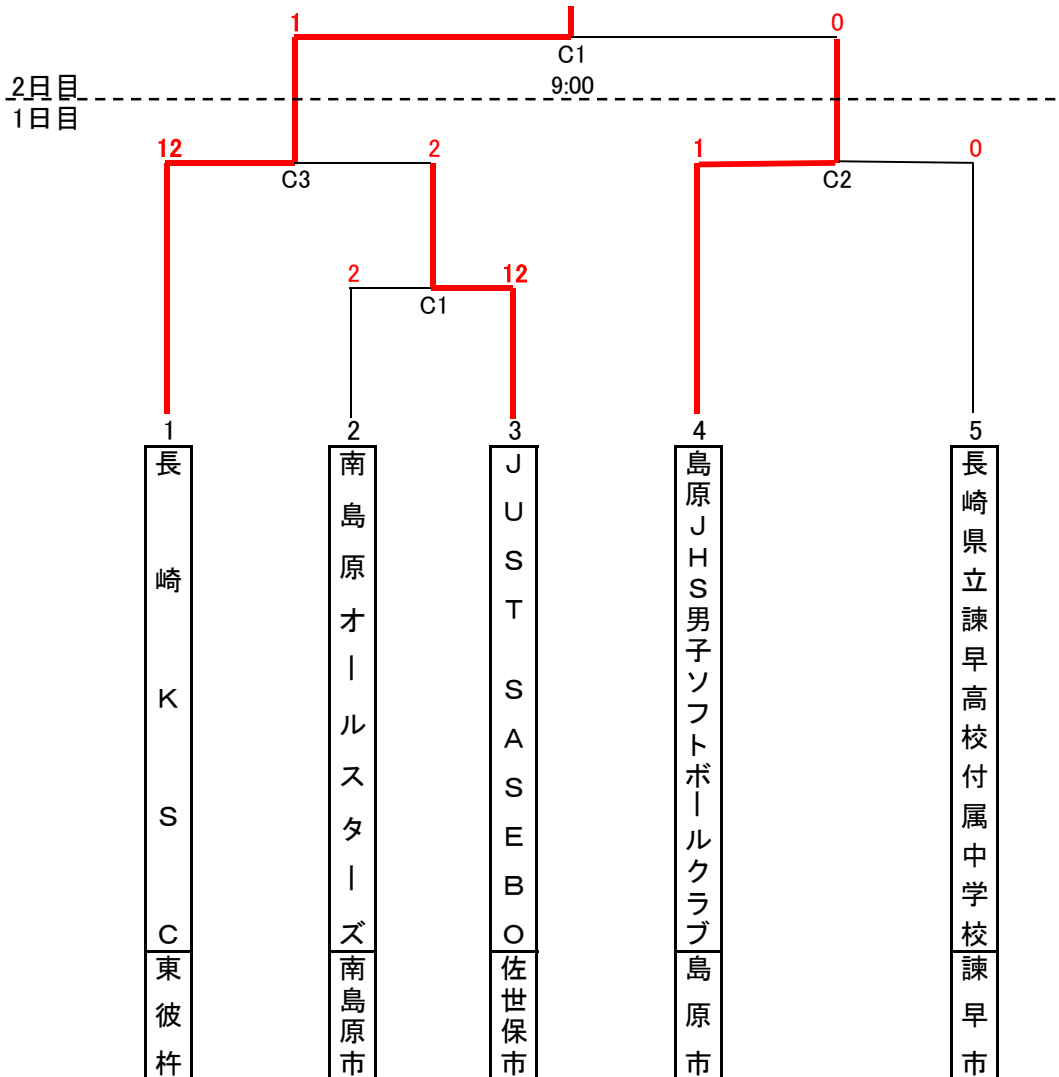 1
0
C1
9:00
2日目
1日目
12
2
1
0
C3
C2
2
12
C1
1
2
3
4
5
長崎KSC
南島原オールスターズ
JUST SASEBO
島原JHS男子ソフトボールクラブ
長崎県立諫早高校付属中学校
東彼杵
南島原市
佐世保市
島原市
諫早市